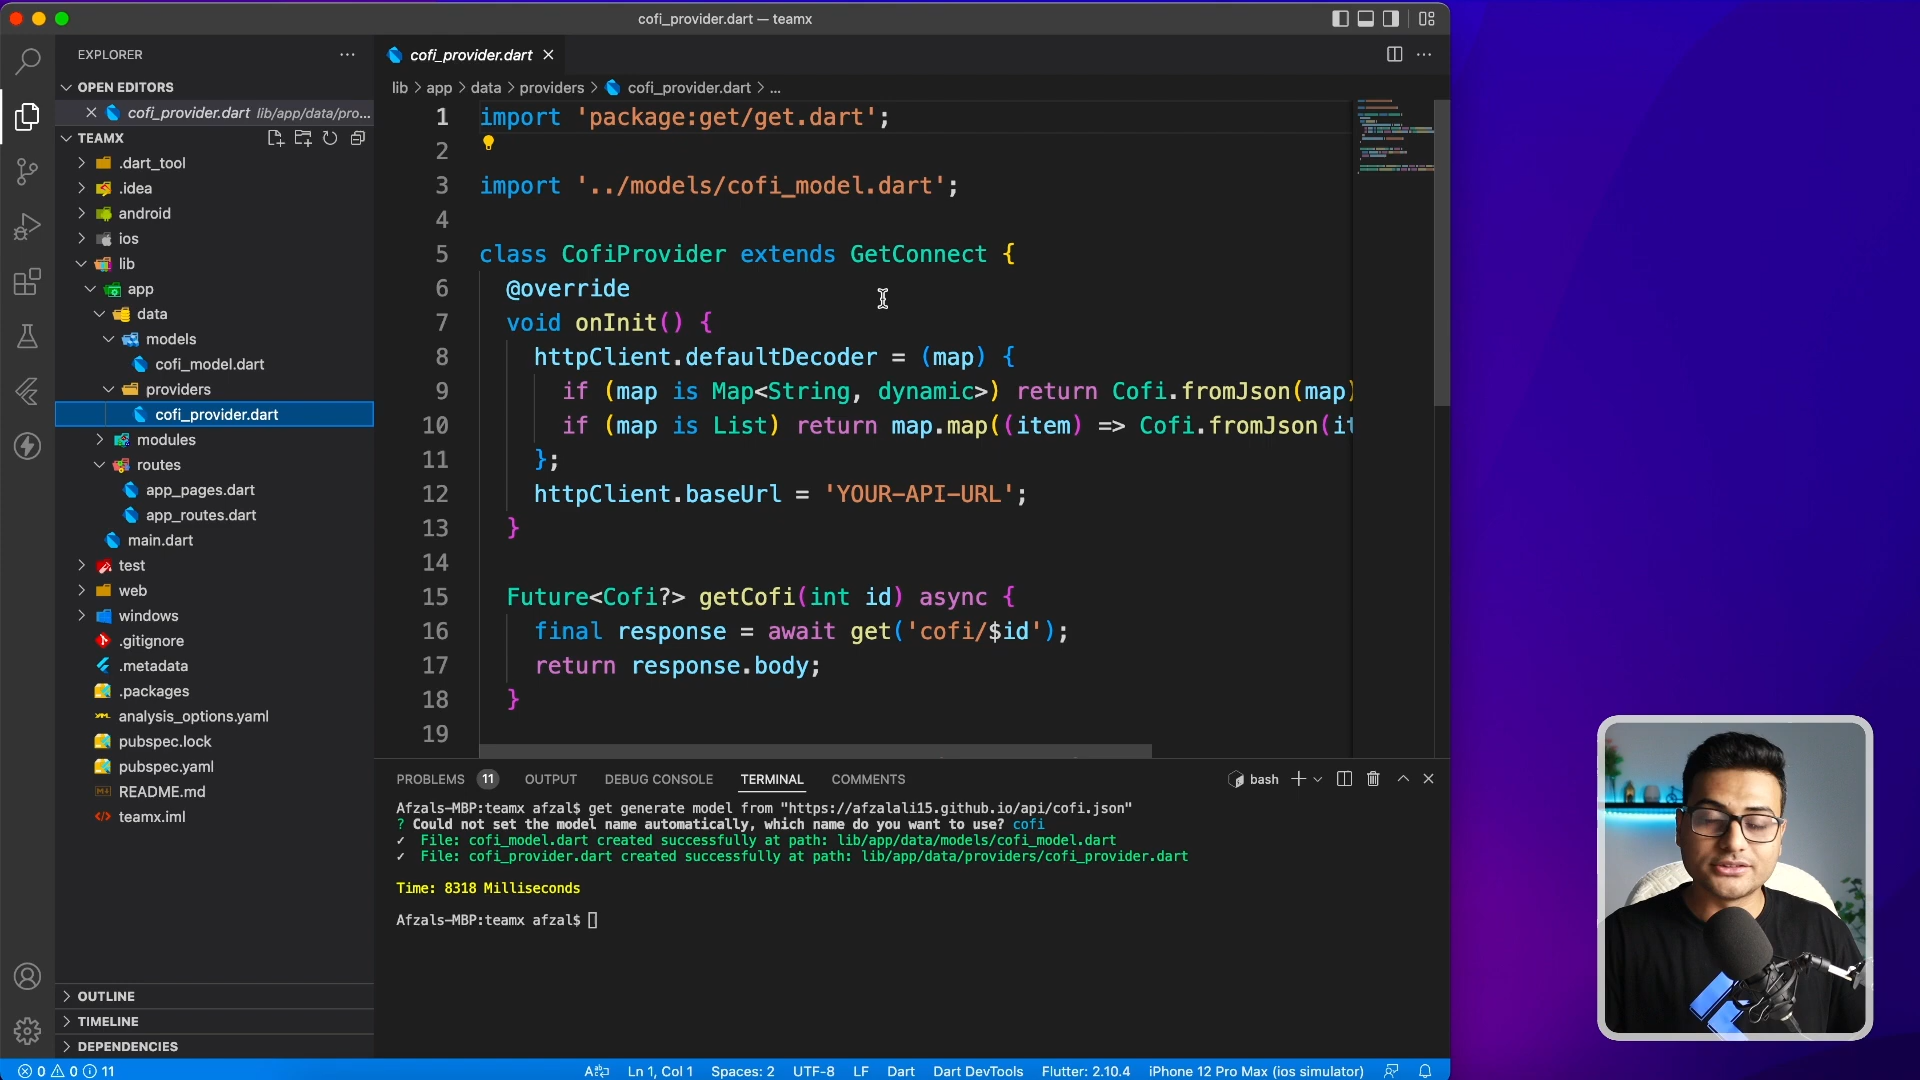 cofi_provider.dart — teamx
EXPLORER
OPEN EDITORS
cofi_provider.dart lib/app/data/pro...
TEAMX
.dart_tool
.idea
android
ios
lib
app
data
models
cofi_model.dart
providers
cofi_provider.dart
modules
routes
app_pages.dart
app_routes.dart
main.dart
test
web
windows
.gitignore
.metadata
.packages
analysis_options.yaml
pubspec.lock
pubspec.yaml
README.md
teamx.iml
OUTLINE
TIMELINE
DEPENDENCIES
cofi_provider.dart
lib > app > data > providers > cofi_provider.dart > ...
1 import 'package:get/get.dart';
2
3 import '../models/cofi_model.dart';
4
5 class CofiProvider extends GetConnect {
6 @override
7 void onInit() {
8 httpClient.defaultDecoder = (map) {
9 if (map is Map<String, dynamic>) return Cofi.fromJson(map)
10 if (map is List) return map.map((item) => Cofi.fromJson(it
11 };
12 httpClient.baseUrl = 'YOUR-API-URL';
13 }
14
15 Future<Cofi?> getCofi(int id) async {
16 final response = await get('cofi/$id');
17 return response.body;
18 }
19
PROBLEMS 11 OUTPUT DEBUG CONSOLE TERMINAL COMMENTS bash
Afzals-MBP:teamx afzal$ get generate model from "https://afzalali15.github.io/api/cofi.json"
? Could not set the model name automatically, which name do you want to use? cofi
✓ File: cofi_model.dart created successfully at path: lib/app/data/models/cofi_model.dart
✓ File: cofi_provider.dart created successfully at path: lib/app/data/providers/cofi_provider.dart
Time: 8318 Milliseconds
Afzals-MBP:teamx afzal$
0 0 11 Ln 1, Col 1 Spaces: 2 UTF-8 LF Dart Dart DevTools Flutter: 2.10.4 iPhone 12 Pro Max (ios simulator)